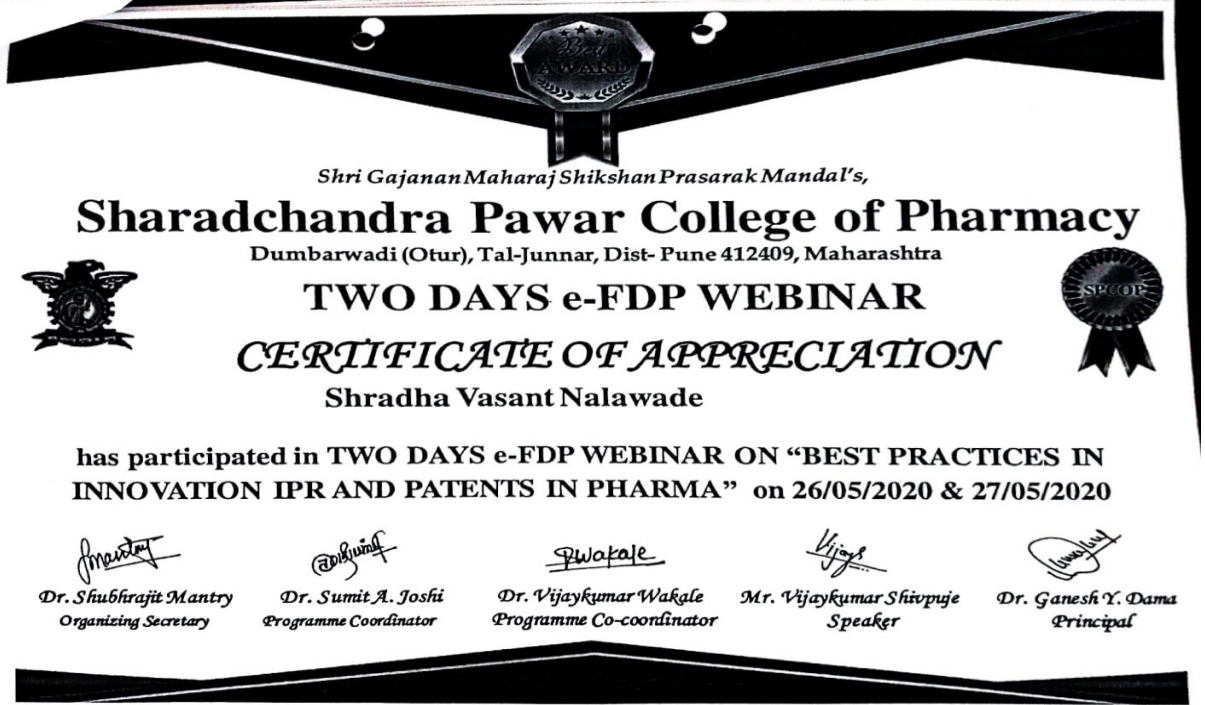 Best
AWARD
Shri Gajanan Maharaj Shikshan Prasarak Mandal's,
Sharadchandra Pawar College of Pharmacy
Dumbarwadi (Otur), Tal-Junnar, Dist- Pune 412409, Maharashtra
TWO DAYS e-FDP WEBINAR
SPCOP
CERTIFICATE OF APPRECIATION
Shradha Vasant Nalawade
has participated in TWO DAYS e-FDP WEBINAR ON “BEST PRACTICES IN
INNOVATION IPR AND PATENTS IN PHARMA” on 26/05/2020 & 27/05/2020
Vijay
Dr. Shubhrajit Mantry Dr. Sumit A. Joshi Dr. Vijaykumar Wakale Mr. Vijaykumar Shivpuje Dr. Ganesh Y. Dama
Organizing Secretary Programme Coordinator Programme Co-coordinator Speaker Principal